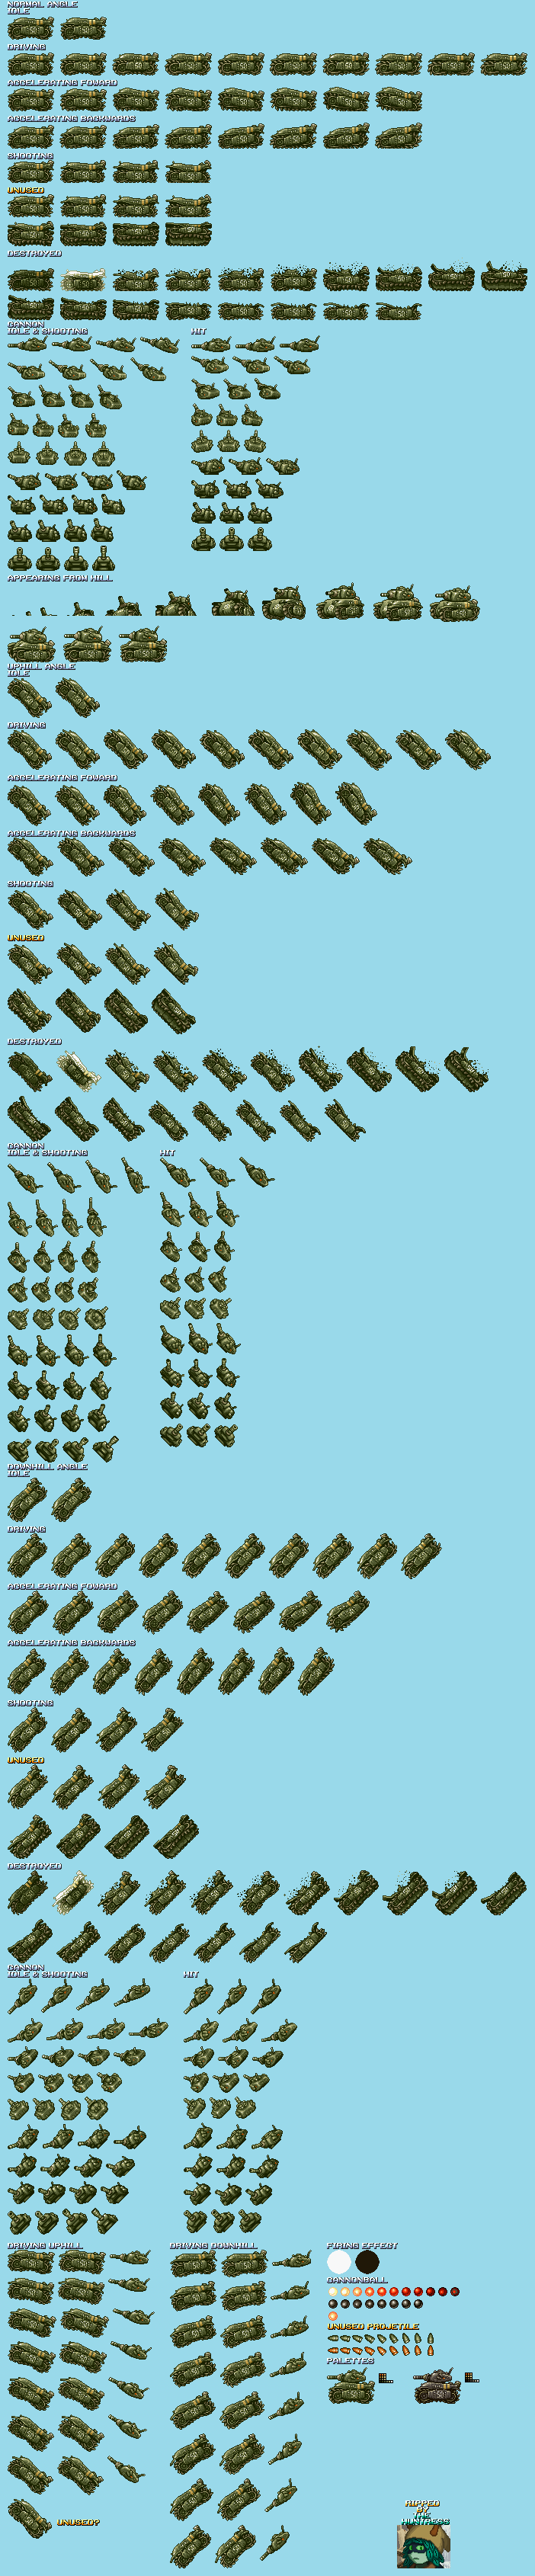 NORMAL ANGLE
IDLE
DRIVING
ACCELERATING FOWARD
ACCELERATING BACKWARDS
SHOOTING
UNUSED
DESTROYED
CANNON
IDLE & SHOOTING HIT
APPEARING FROM HILL
UPHILL ANGLE
IDLE
DRIVING
ACCELERATING FOWARD
ACCELERATING BACKWARDS
SHOOTING
UNUSED
DESTROYED
CANNON
IDLE & SHOOTING HIT
DOWNHILL ANGLE
IDLE
DRIVING
ACCELERATING FOWARD
ACCELERATING BACKWARDS
SHOOTING
UNUSED
DESTROYED
CANNON
IDLE & SHOOTING HIT
DRIVING UPHILL DRIVING DOWNHILL FIRING EFFECT
CANNONBALL
UNUSED PROJETILE
PALETTES
UNUSED?
RIPPED
BY
THE
HUNTRESS